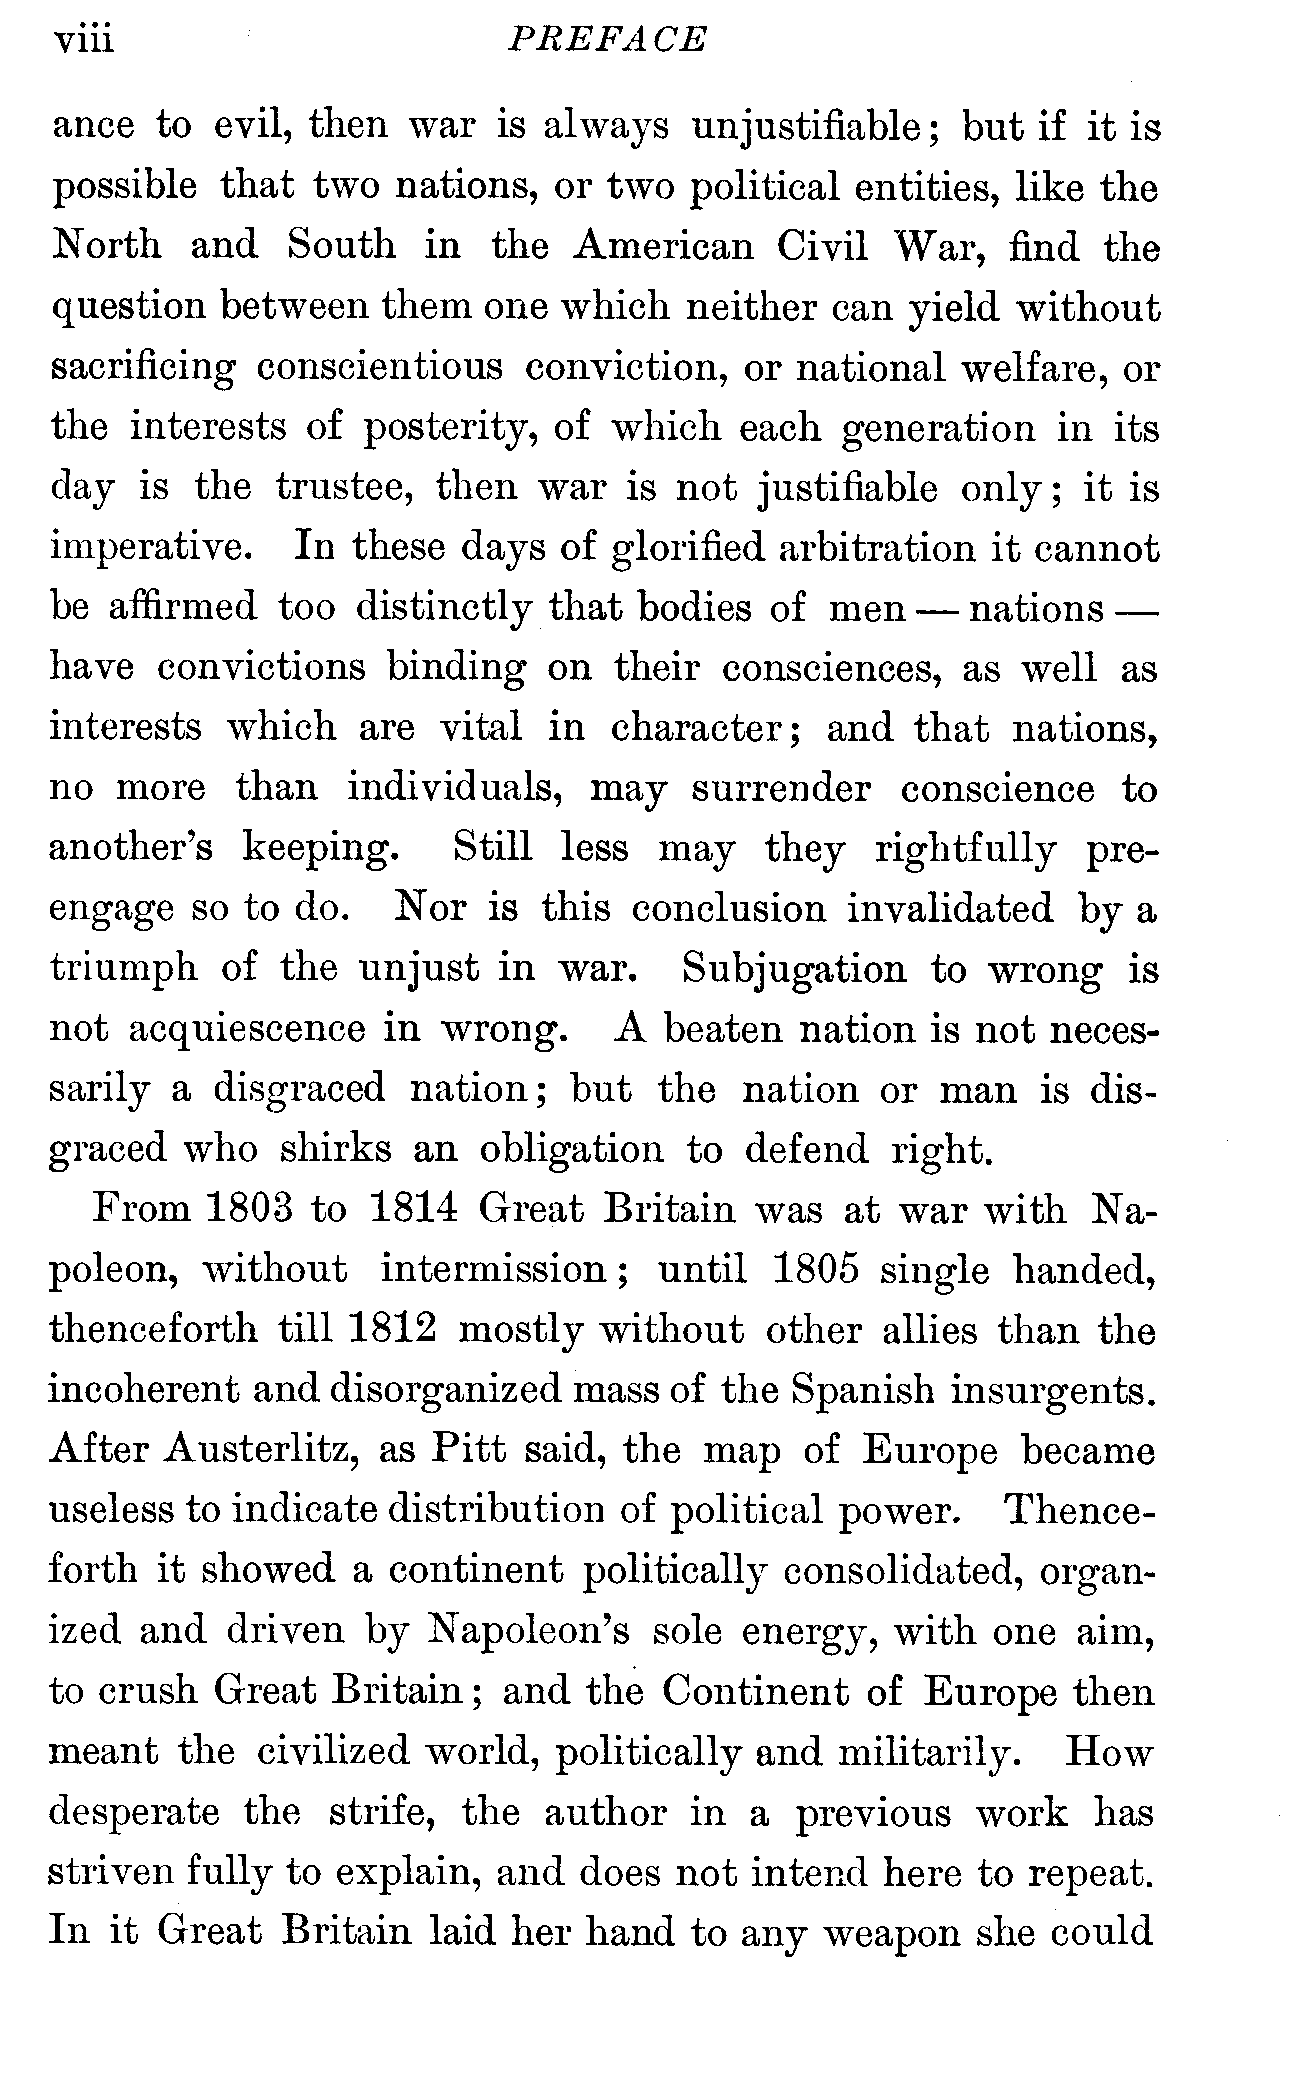 viii PREFACE
ance to evil, then war is always unjustifiable; but if it is
possible that two nations, or two political entities, like the
North and South in the American Civil War, find the
question between them one which neither can yield without
sacrificing conscientious conviction, or national welfare, or
the interests of posterity, of which each generation in its
day is the trustee, then war is not justifiable only; it is
imperative. In these days of glorified arbitration it cannot
be affirmed too distinctly that bodies of men — nations —
have convictions binding on their consciences, as well as
interests which are vital in character; and that nations,
no more than individuals, may surrender conscience to
another's keeping. Still less may they rightfully pre-
engage so to do. Nor is this conclusion invalidated by a
triumph of the unjust in war. Subjugation to wrong is
not acquiescence in wrong. A beaten nation is not neces-
sarily a disgraced nation; but the nation or man is dis-
graced who shirks an obligation to defend right.
From 1803 to 1814 Great Britain was at war with Na-
poleon, without intermission; until 1805 single handed,
thenceforth till 1812 mostly without other allies than the
incoherent and disorganized mass of the Spanish insurgents.
After Austerlitz, as Pitt said, the map of Europe became
useless to indicate distribution of political power. Thence-
forth it showed a continent politically consolidated, organ-
ized and driven by Napoleon's sole energy, with one aim,
to crush Great Britain; and the Continent of Europe then
meant the civilized world, politically and militarily. How
desperate the strife, the author in a previous work has
striven fully to explain, and does not intend here to repeat.
In it Great Britain laid her hand to any weapon she could